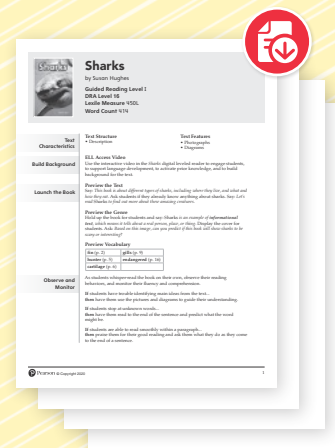 Sharks
Sharks
by Susan Hughes
Guided Reading Level I
DRA Level 16
Lexile Measure 450L
Word Count 414
Text
Characteristics
Text Structure
• Description
Text Features
• Photographs
• Diagrams
Build Background
ELL Access Video
Use the interactive video in the Sharks digital leveled reader to engage students,
to support language development, to activate prior knowledge, and to build
background for the text.
Launch the Book
Preview the Text
Say: This book is about different types of sharks, including where they live, and what and
how they eat. Ask students if they already know anything about sharks. Say: Let's
read Sharks to find out more about these amazing creatures.
Preview the Genre
Hold up the book for students and say: Sharks is an example of informational
text, which means it tells about a real person, place, or thing. Display the cover for
students. Ask: Based on this image, can you predict if this book will show sharks to be
scary or interesting?
Preview Vocabulary
fin (p. 2)
gills (p. 9)
hunter (p. 5)
endangered (p. 16)
cartilage (p. 6)
Observe and
Monitor
As students whisper-read the book on their own, observe their reading
behaviors, and monitor their fluency and comprehension.
If students have trouble identifying main ideas from the text...
then have them use the pictures and diagrams to guide their understanding.
If students stop at unknown words...
then have them read to the end of the sentence and predict what the word
might be.
If students are able to read smoothly within a paragraph...
then praise them for their good reading and ask them what they do as they come
to the end of a sentence.
Pearson © Copyright 2020
1